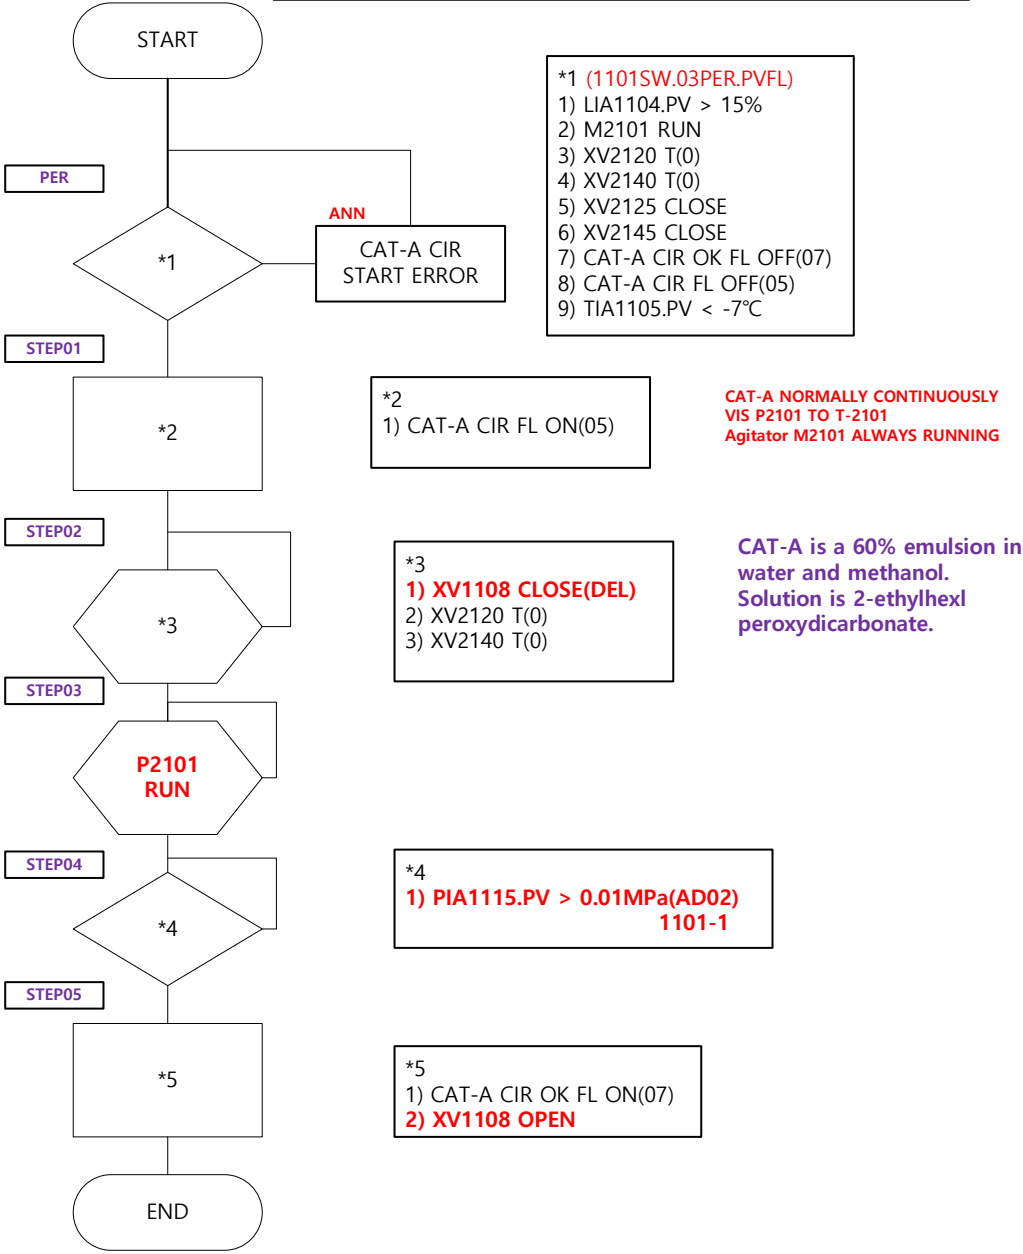 START
*1 (1101SW.03PER.PVFL)
1) LIA1104.PV > 15%
2) M2101 RUN
3) XV2120 T(0)
4) XV2140 T(0)
5) XV2125 CLOSE
6) XV2145 CLOSE
7) CAT-A CIR OK FL OFF(07)
8) CAT-A CIR FL OFF(05)
9) TIA1105.PV < -7℃
PER
ANN
*1
CAT-A CIR
START ERROR
STEP01
*2
*2
1) CAT-A CIR FL ON(05)
CAT-A NORMALLY CONTINUOUSLY
VIS P2101 TO T-2101
Agitator M2101 ALWAYS RUNNING
STEP02
*3
*3
1) XV1108 CLOSE(DEL)
2) XV2120 T(0)
3) XV2140 T(0)
CAT-A is a 60% emulsion in
water and methanol.
Solution is 2-ethylhexl
peroxydicarbonate.
STEP03
P2101
RUN
STEP04
*4
*4
1) PIA1115.PV > 0.01MPa(AD02)
1101-1
STEP05
*5
*5
1) CAT-A CIR OK FL ON(07)
2) XV1108 OPEN
END